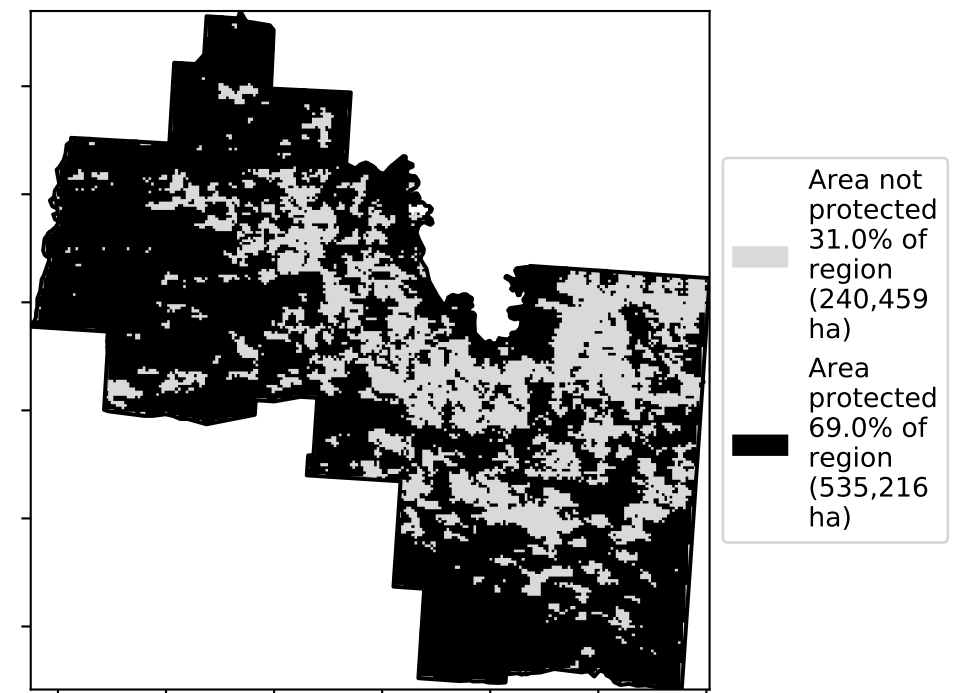 Area not
protected
31.0% of
region
(240,459
ha)
Area
protected
69.0% of
region
(535,216
ha)